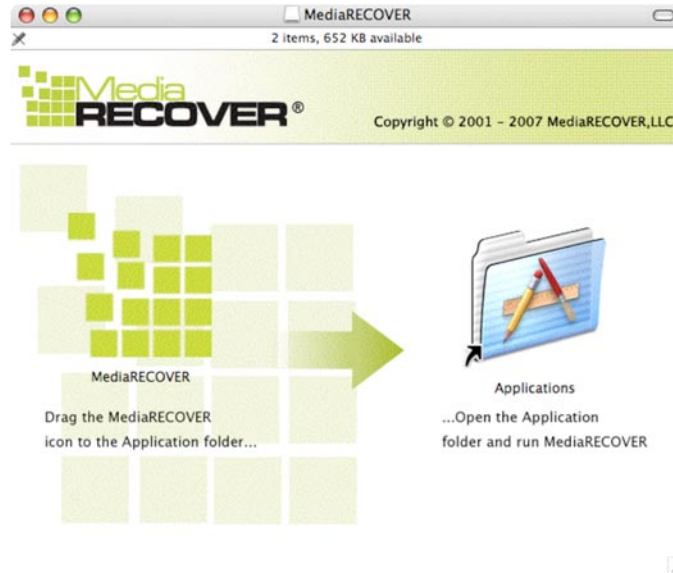 MediaRECOVER
2 items, 652 KB available
Media
RECOVER®
Copyright © 2001 – 2007 MediaRECOVER,LLC
MediaRECOVER
Applications
Drag the MediaRECOVER
icon to the Application folder...
...Open the Application
folder and run MediaRECOVER